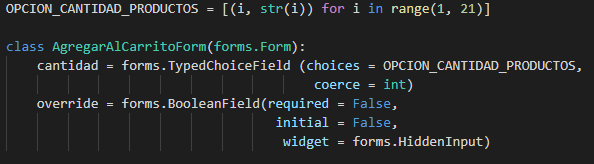 OPCION_CANTIDAD_PRODUCTOS = [(i, str(i)) for i in range(1, 21)]
class AgregarAlCarritoForm(forms.Form):
cantidad = forms.TypedChoiceField (choices = OPCION_CANTIDAD_PRODUCTOS,
coerce = int)
override = forms.BooleanField(required = False,
initial = False,
widget = forms.HiddenInput)